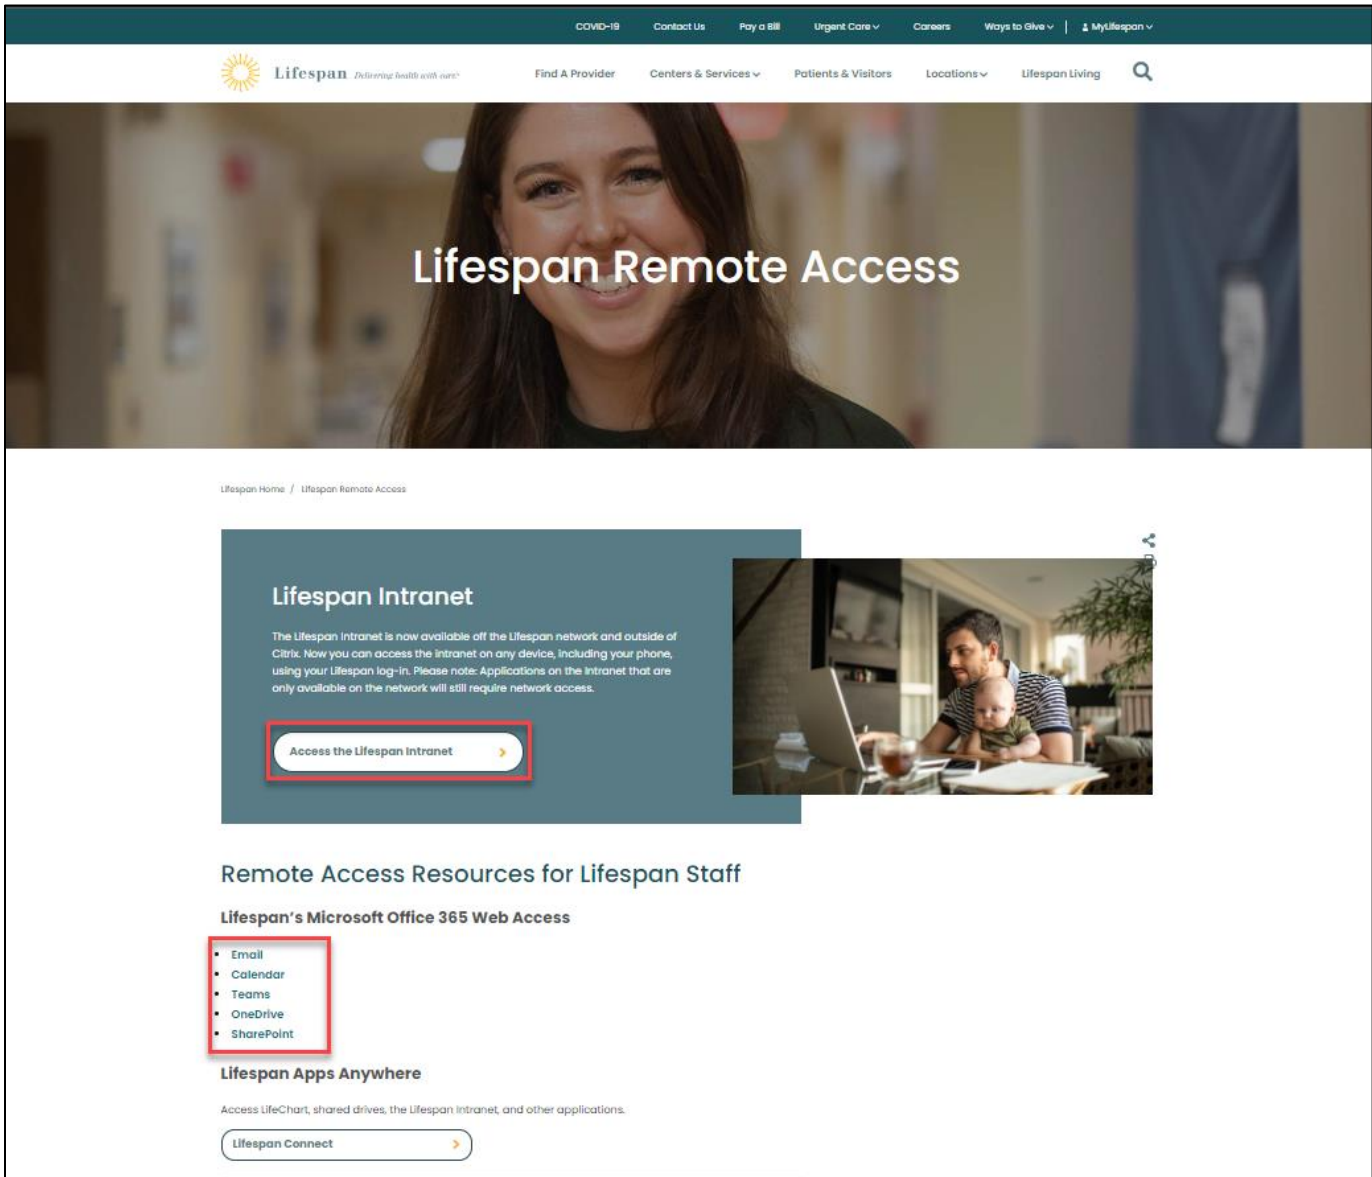 COVID-19 Contact Us Pay a Bill Urgent Care Careers Ways to Give MyLifespan
Lifespan Delivering health with care.®
Find A Provider Centers & Services Patients & Visitors Locations Lifespan Living
Lifespan Remote Access
Lifespan Home / Lifespan Remote Access
Lifespan Intranet
The Lifespan Intranet is now available off the Lifespan network and outside of
Citrix. Now you can access the intranet on any device, including your phone,
using your Lifespan log-in. Please note: Applications on the Intranet that are
only available on the network will still require network access.
Access the Lifespan Intranet
Remote Access Resources for Lifespan Staff
Lifespan's Microsoft Office 365 Web Access
• Email
• Calendar
• Teams
• OneDrive
• SharePoint
Lifespan Apps Anywhere
Access LifeChart, shared drives, the Lifespan Intranet, and other applications.
Lifespan Connect